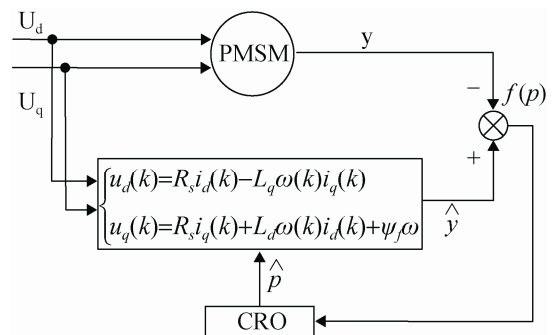 U_d
PMSM
y
−
f(p)
U_q
+
u_d(k)=R_s i_d(k)−L_q ω(k)i_q(k)
u_q(k)=R_s i_q(k)+L_d ω(k)i_d(k)+ψ_f ω
ŷ
p̂
CRO